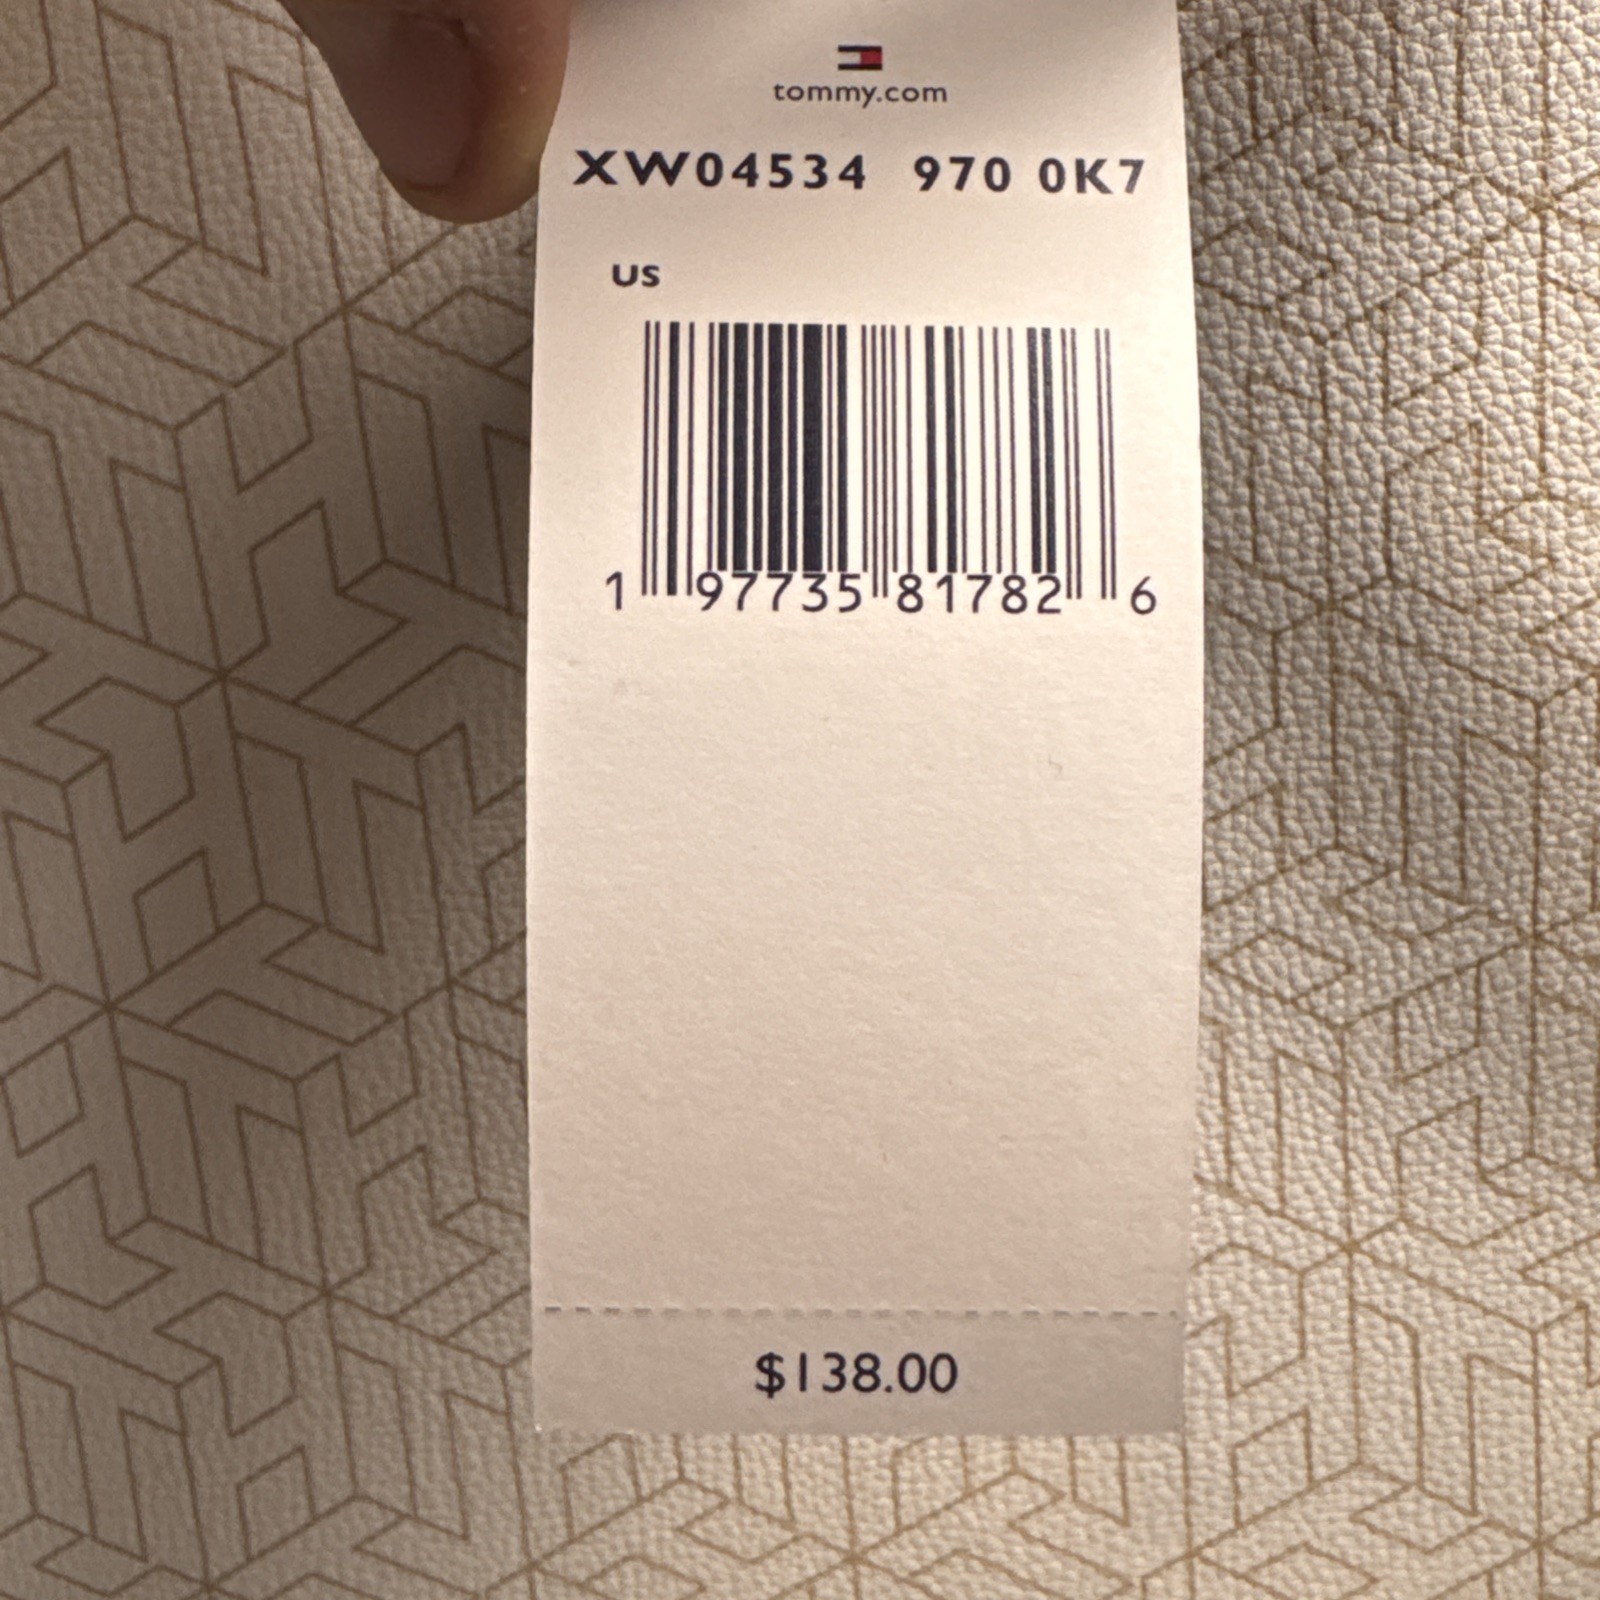 tommy.com
XW04534 970 0K7
US
1 97735 81782 6
$138.00